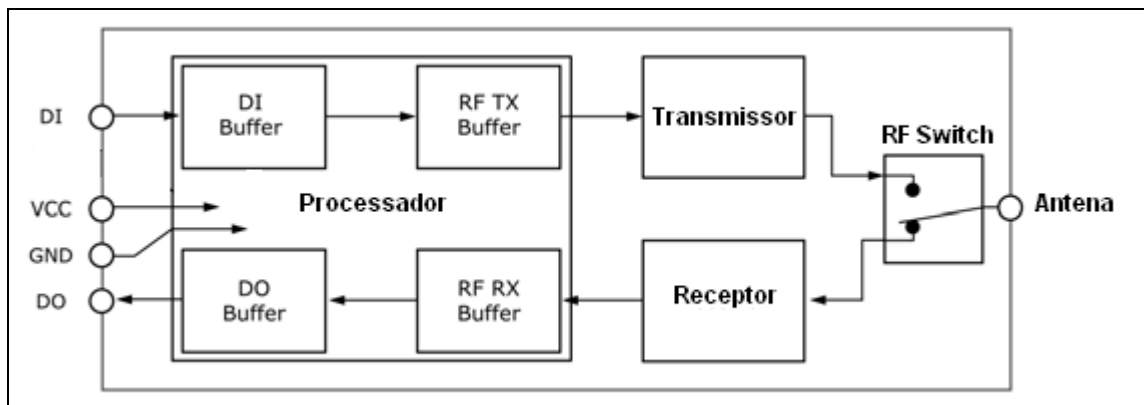 DI
DI
Buffer
RF TX
Buffer
Transmissor
RF Switch
VCC
Processador
Antena
GND
DO
DO
Buffer
RF RX
Buffer
Receptor